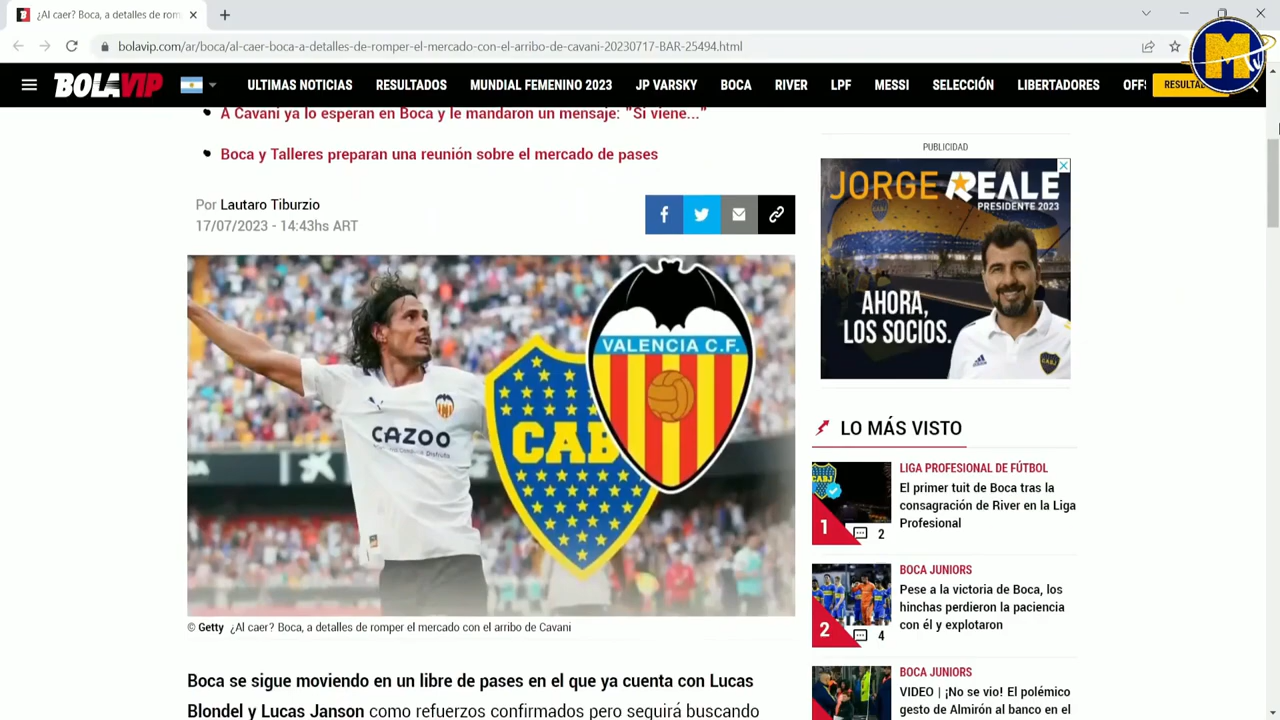 ¿Al caer? Boca, a detalles de rom
bolavip.com/ar/boca/al-caer-boca-a-detalles-de-romper-el-mercado-con-el-arribo-de-cavani-20230717-BAR-25494.html
M
TV
BOLAVIP
ULTIMAS NOTICIAS
RESULTADOS
MUNDIAL FEMENINO 2023
JP VARSKY
BOCA
RIVER
LPF
MESSI
SELECCIÓN
LIBERTADORES
OFF
RESULTA
A Cavani ya lo esperan en Boca y le mandaron un mensaje: "Si viene..."
Boca y Talleres preparan una reunión sobre el mercado de pases
Por Lautaro Tiburzio
17/07/2023 - 14:43hs ART
CAZOO
CAB
VALENCIA C.F.
© Getty ¿Al caer? Boca, a detalles de romper el mercado con el arribo de Cavani
Boca se sigue moviendo en un libre de pases en el que ya cuenta con Lucas
Blondel y Lucas Janson como refuerzos confirmados pero seguirá buscando
PUBLICIDAD
JORGE REALE
PRESIDENTE 2023
AHORA,
LOS SOCIOS.
LO MÁS VISTO
CABJ
1
2
LIGA PROFESIONAL DE FÚTBOL
El primer tuit de Boca tras la
consagración de River en la Liga
Profesional
2
4
BOCA JUNIORS
Pese a la victoria de Boca, los
hinchas perdieron la paciencia
con él y explotaron
BOCA JUNIORS
VIDEO | ¡No se vio! El polémico
gesto de Almirón al banco en el